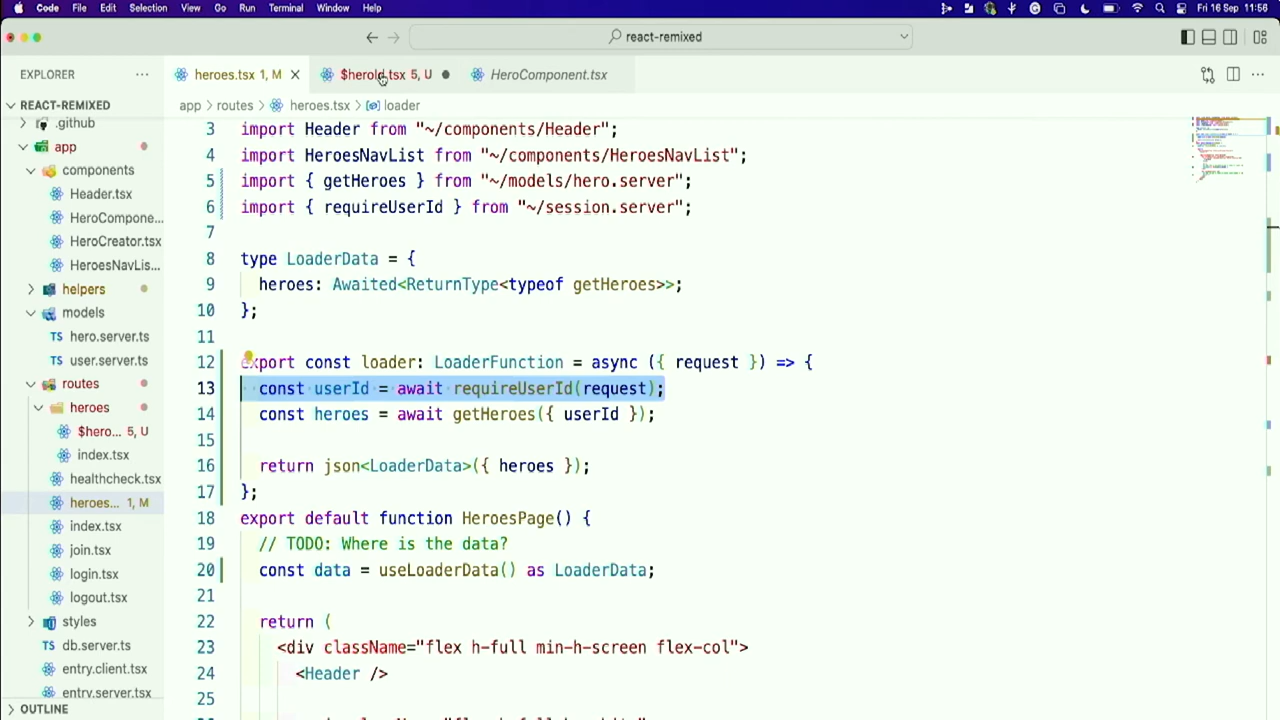 Code File Edit Selection View Go Run Terminal Window Help Fri 16 Sep 11:56
react-remixed
EXPLORER
heroes.tsx 1, M
$heroId.tsx 5, U
HeroComponent.tsx
REACT-REMIXED
app > routes > heroes.tsx > loader
.github
app
components
Header.tsx
HeroCompone...
HeroCreator.tsx
HeroesNavLis...
helpers
models
TS hero.server.ts
TS user.server.ts
routes
heroes
$hero... 5, U
index.tsx
healthcheck.tsx
heroes... 1, M
index.tsx
join.tsx
login.tsx
logout.tsx
styles
db.server.ts
entry.client.tsx
entry.server.tsx
OUTLINE
3 import Header from "~/components/Header";
4 import HeroesNavList from "~/components/HeroesNavList";
5 import { getHeroes } from "~/models/hero.server";
6 import { requireUserId } from "~/session.server";
7
8 type LoaderData = {
9 heroes: Awaited<ReturnType<typeof getHeroes>>;
10 };
11
12 export const loader: LoaderFunction = async ({ request }) => {
13 const userId = await requireUserId(request);
14 const heroes = await getHeroes({ userId });
15
16 return json<LoaderData>({ heroes });
17 };
18 export default function HeroesPage() {
19 // TODO: Where is the data?
20 const data = useLoaderData() as LoaderData;
21
22 return (
23 <div className="flex h-full min-h-screen flex-col">
24 <Header />
25